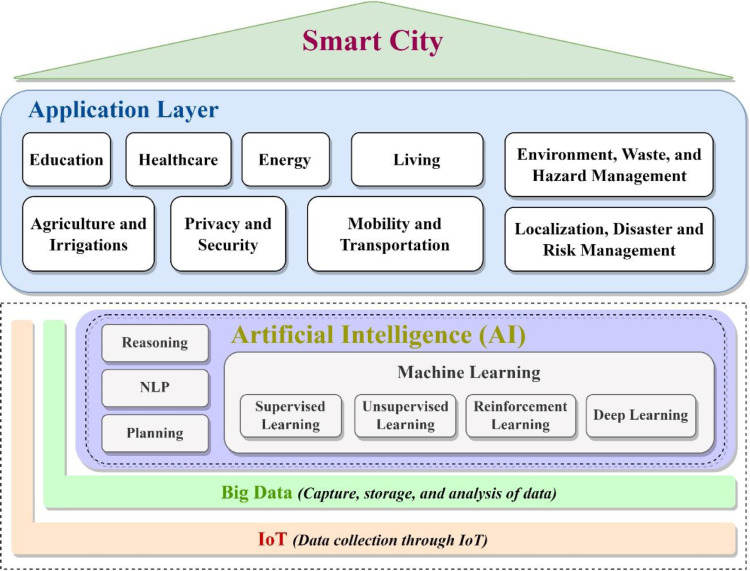 Smart City
Application Layer
Education
Healthcare
Energy
Living
Environment, Waste, and
Hazard Management
Agriculture and
Irrigations
Privacy and
Security
Mobility and
Transportation
Localization, Disaster and
Risk Management
Artificial Intelligence (AI)
Reasoning
NLP
Planning
Machine Learning
Supervised
Learning
Unsupervised
Learning
Reinforcement
Learning
Deep Learning
Big Data (Capture, storage, and analysis of data)
IoT (Data collection through IoT)